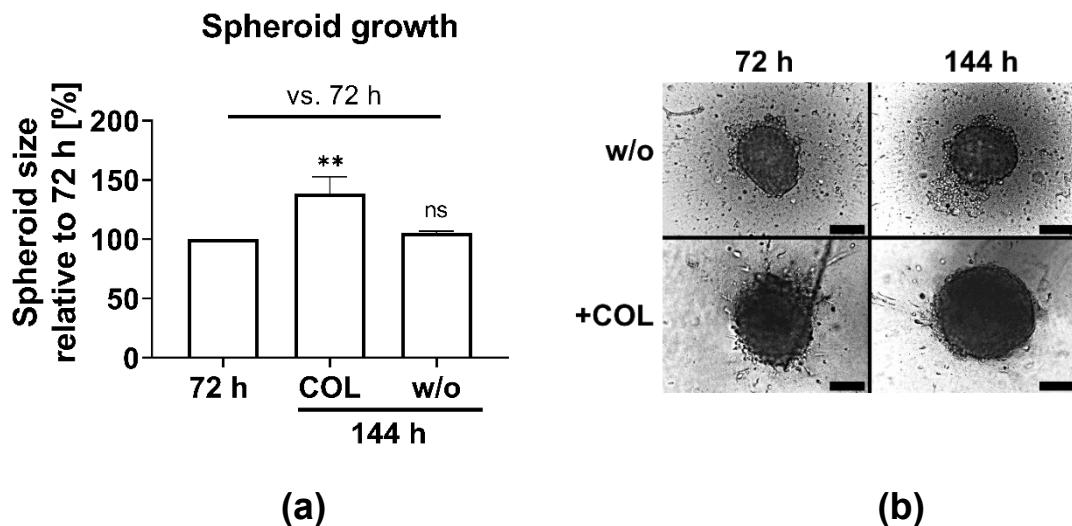 Spheroid growth
vs. 72 h
Spheroid size
relative to 72 h [%]
200
150
100
50
0
**
ns
72 h
COL
w/o
144 h
(a)
72 h
144 h
w/o
+COL
(b)